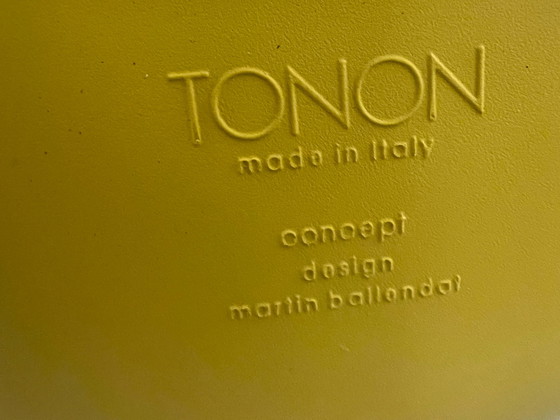 TONON
made in Italy
concept
design
martin ballendat